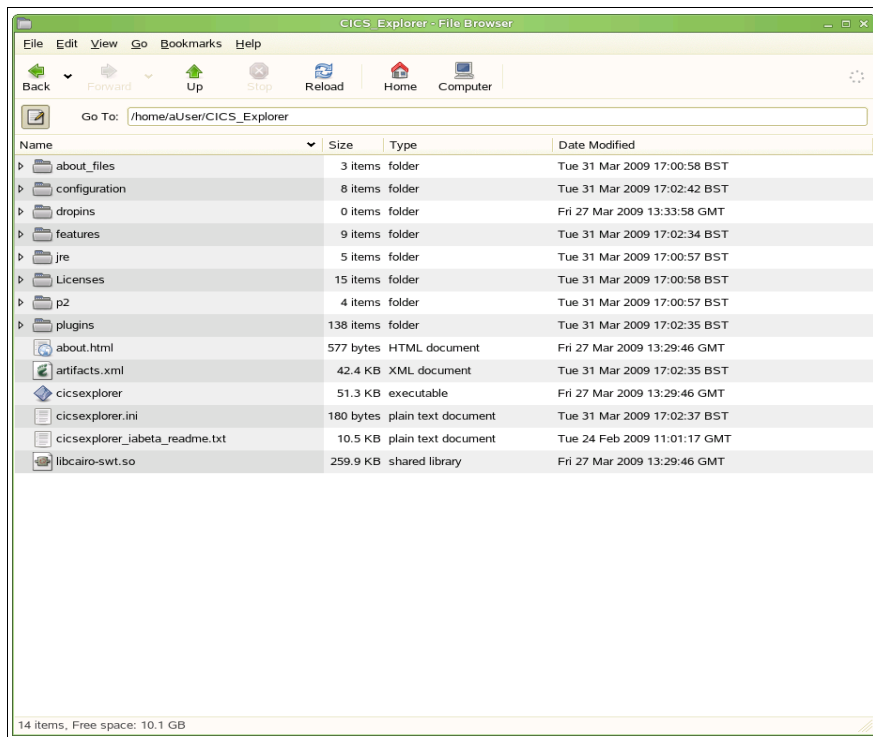 CICS_Explorer - File Browser
File Edit View Go Bookmarks Help
Back Forward Up Stop Reload Home Computer
Go To: /home/aUser/CICS_Explorer
Name Size Type Date Modified
about_files 3 items folder Tue 31 Mar 2009 17:00:58 BST
configuration 8 items folder Tue 31 Mar 2009 17:02:42 BST
dropins 0 items folder Fri 27 Mar 2009 13:33:58 GMT
features 9 items folder Tue 31 Mar 2009 17:02:34 BST
jre 5 items folder Tue 31 Mar 2009 17:00:57 BST
Licenses 15 items folder Tue 31 Mar 2009 17:00:58 BST
p2 4 items folder Tue 31 Mar 2009 17:00:57 BST
plugins 138 items folder Tue 31 Mar 2009 17:02:35 BST
about.html 577 bytes HTML document Fri 27 Mar 2009 13:29:46 GMT
artifacts.xml 42.4 KB XML document Tue 31 Mar 2009 17:02:35 BST
cicsexplorer 51.3 KB executable Fri 27 Mar 2009 13:29:46 GMT
cicsexplorer.ini 180 bytes plain text document Tue 31 Mar 2009 17:02:37 BST
cicsexplorer_iabeta_readme.txt 10.5 KB plain text document Tue 24 Feb 2009 11:01:17 GMT
libcairo-swt.so 259.9 KB shared library Fri 27 Mar 2009 13:29:46 GMT
14 items, Free space: 10.1 GB